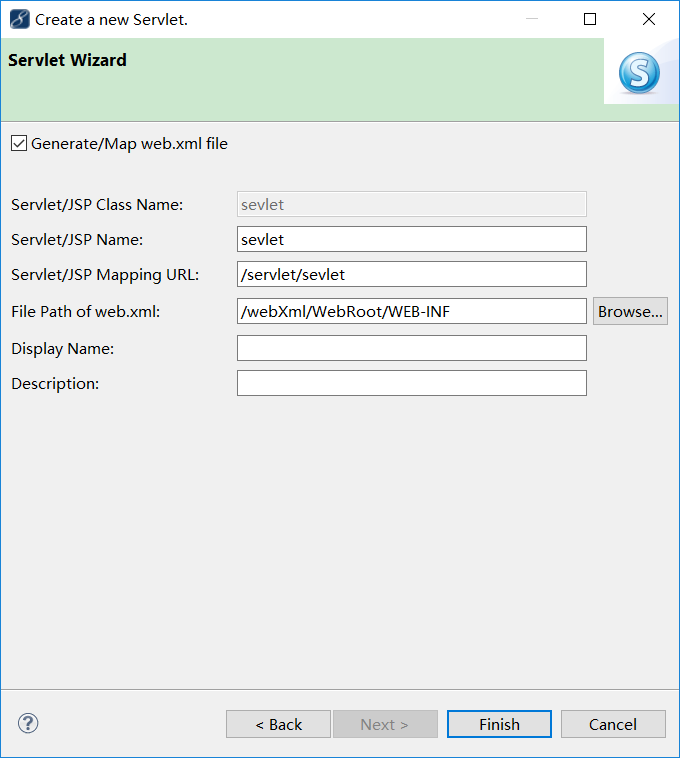 Create a new Servlet.
Servlet Wizard
Generate/Map web.xml file
Servlet/JSP Class Name: sevlet
Servlet/JSP Name: sevlet
Servlet/JSP Mapping URL: /servlet/sevlet
File Path of web.xml: /webXml/WebRoot/WEB-INF Browse...
Display Name:
Description:
< Back Next > Finish Cancel